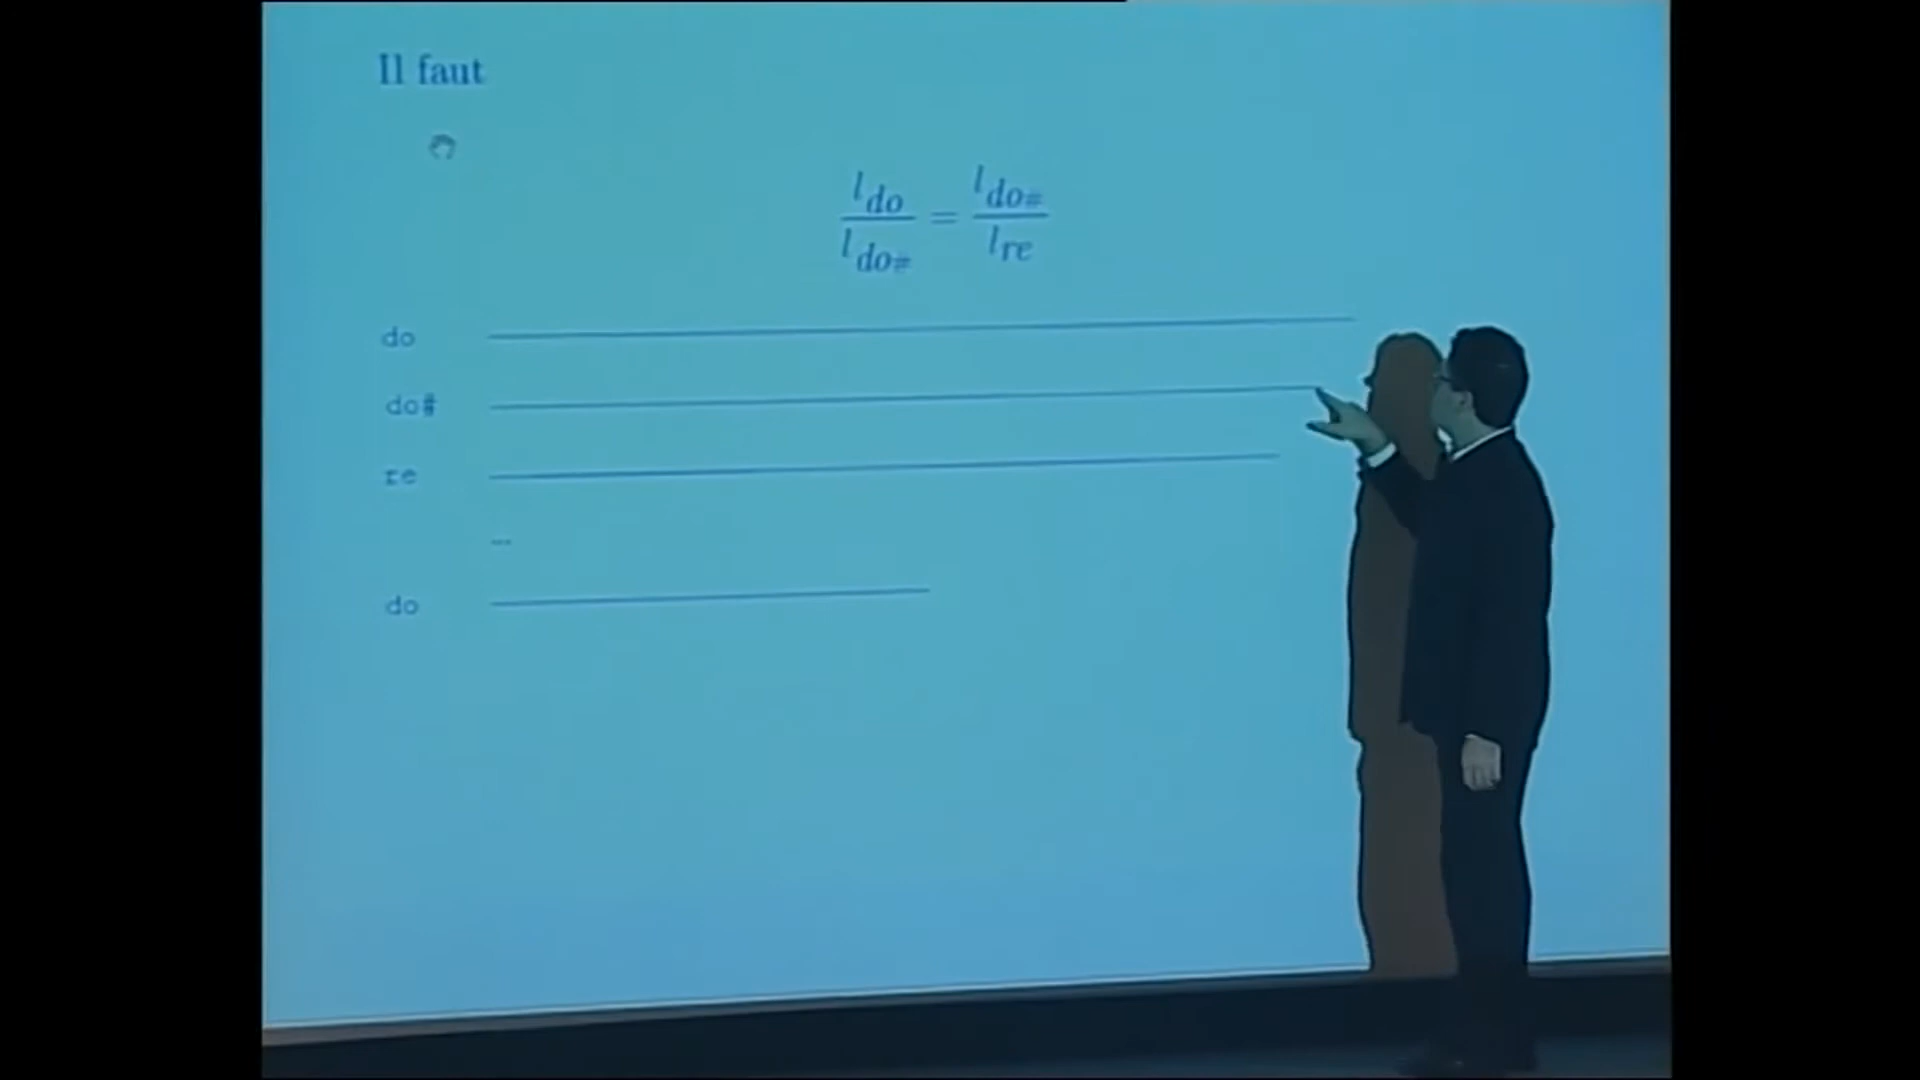 Il faut
l_do / l_do# = l_do# / l_re
do
do#
re
...
do